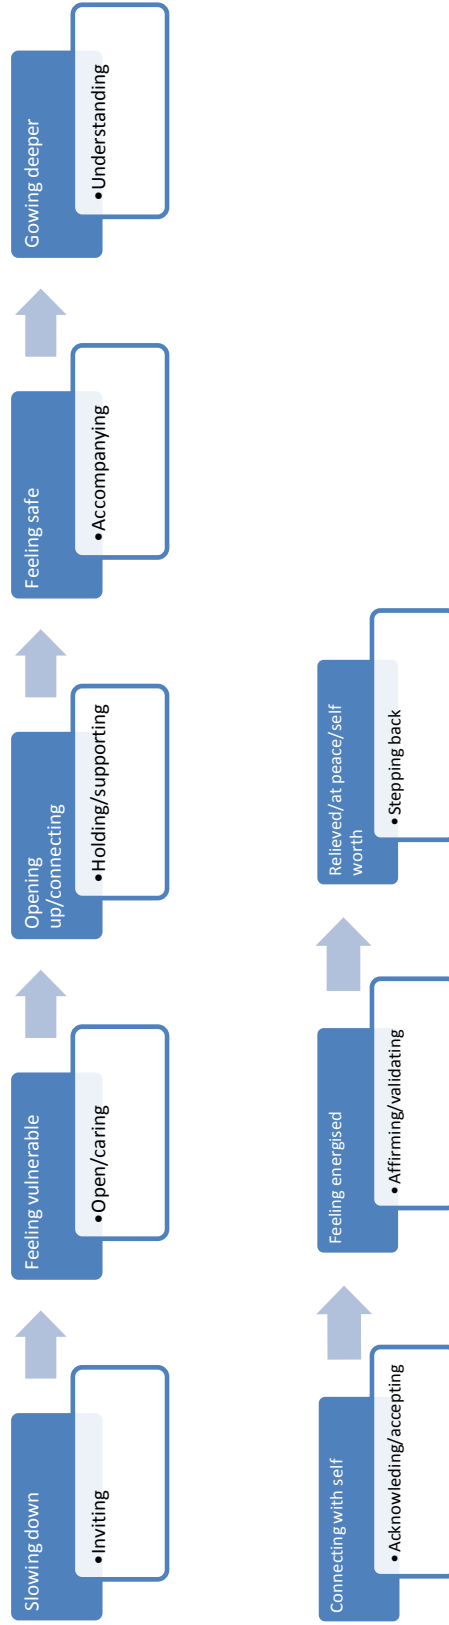 Slowing down
•Inviting
Feeling vulnerable
•Open/caring
Opening
up/connecting
•Holding/supporting
Feeling safe
•Accompanying
Gowing deeper
•Understanding
Connecting with self
•Acknowleding/accepting
Feeling energised
•Affirming/validating
Relieved/at peace/self
worth
•Stepping back